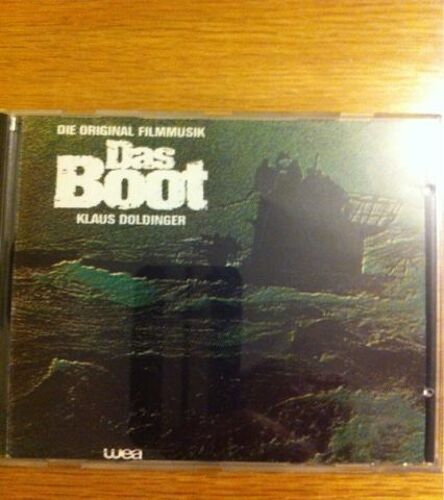 DIE ORIGINAL FILMMUSIK
Das
Boot
KLAUS DOLDINGER
wea